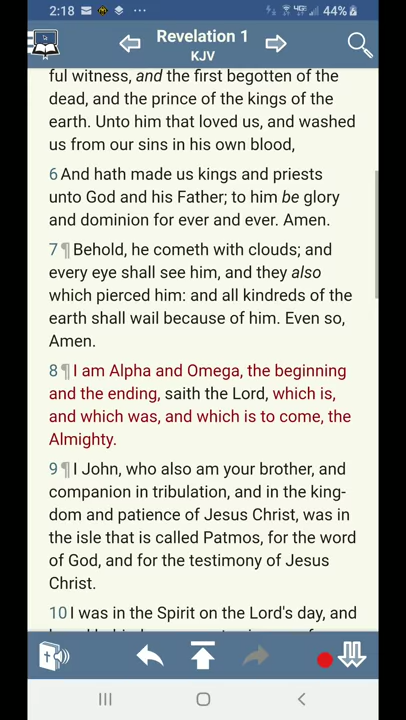 2:18 44%
Revelation 1
KJV
ful witness, and the first begotten of the
dead, and the prince of the kings of the
earth. Unto him that loved us, and washed
us from our sins in his own blood,
6 And hath made us kings and priests
unto God and his Father; to him be glory
and dominion for ever and ever. Amen.
7 ¶ Behold, he cometh with clouds; and
every eye shall see him, and they also
which pierced him: and all kindreds of the
earth shall wail because of him. Even so,
Amen.
8 ¶ I am Alpha and Omega, the beginning
and the ending, saith the Lord, which is,
and which was, and which is to come, the
Almighty.
9 ¶ I John, who also am your brother, and
companion in tribulation, and in the king-
dom and patience of Jesus Christ, was in
the isle that is called Patmos, for the word
of God, and for the testimony of Jesus
Christ.
10 I was in the Spirit on the Lord's day, and